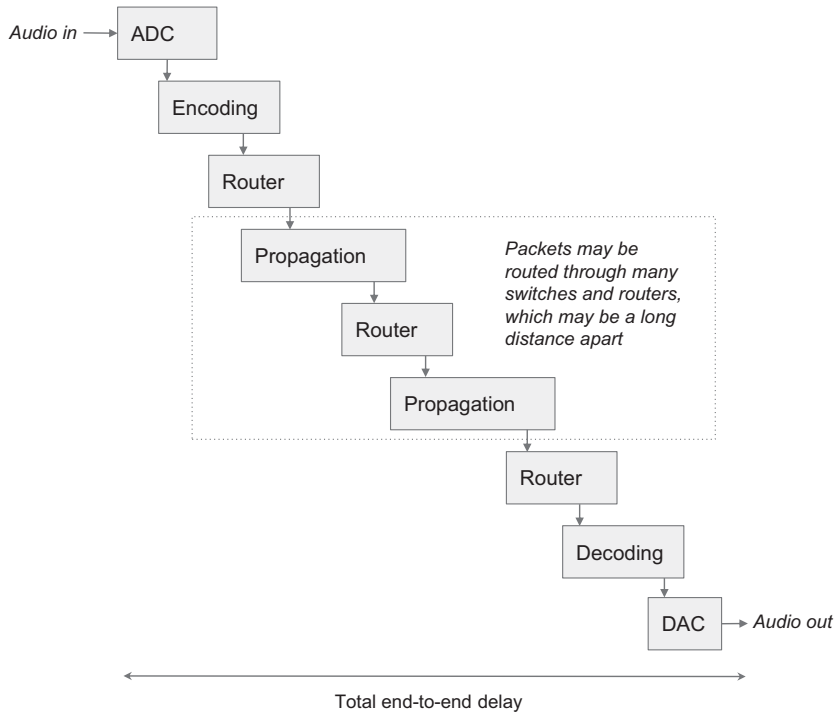 Audio in
ADC
Encoding
Router
Propagation
Packets may be
routed through many
switches and routers,
which may be a long
distance apart
Router
Propagation
Router
Decoding
DAC
Audio out
Total end-to-end delay